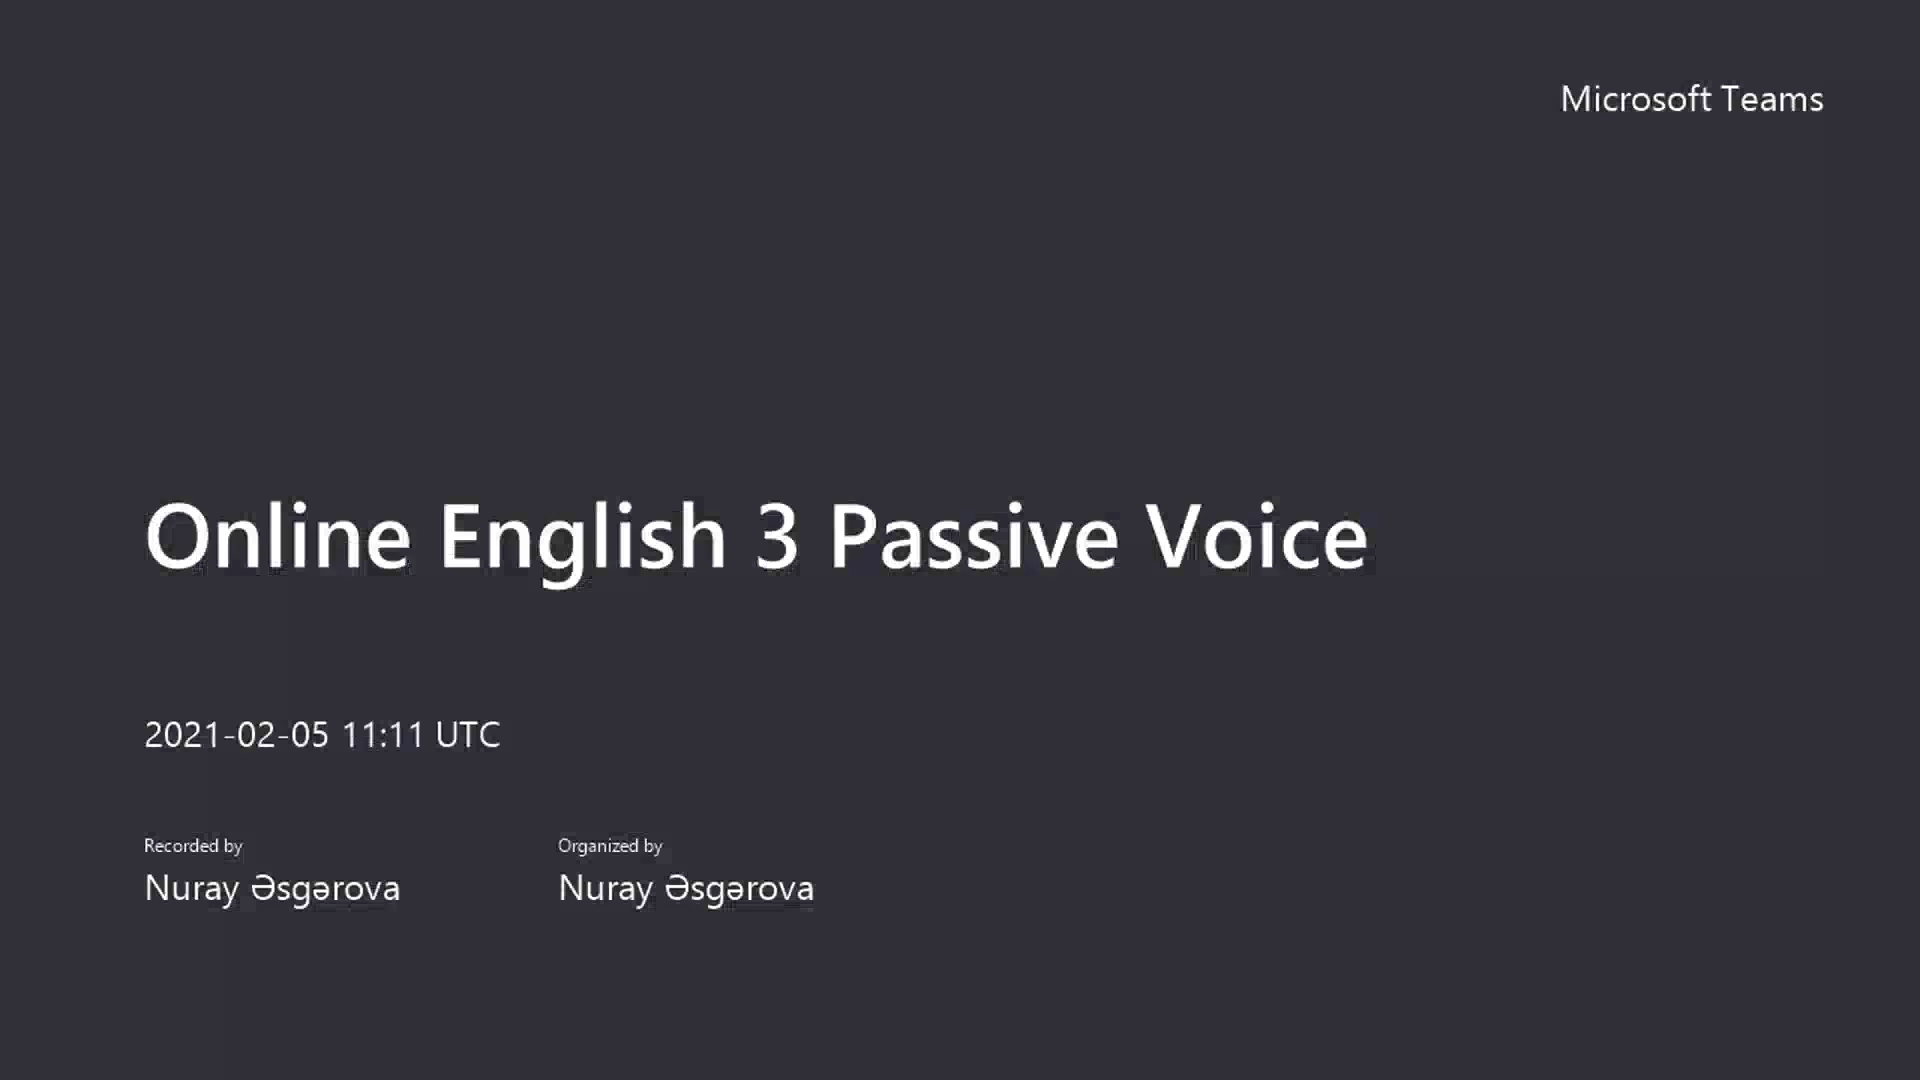 Microsoft Teams
Online English 3 Passive Voice
2021-02-05 11:11 UTC
Recorded by
Nuray Əsgərova
Organized by
Nuray Əsgərova